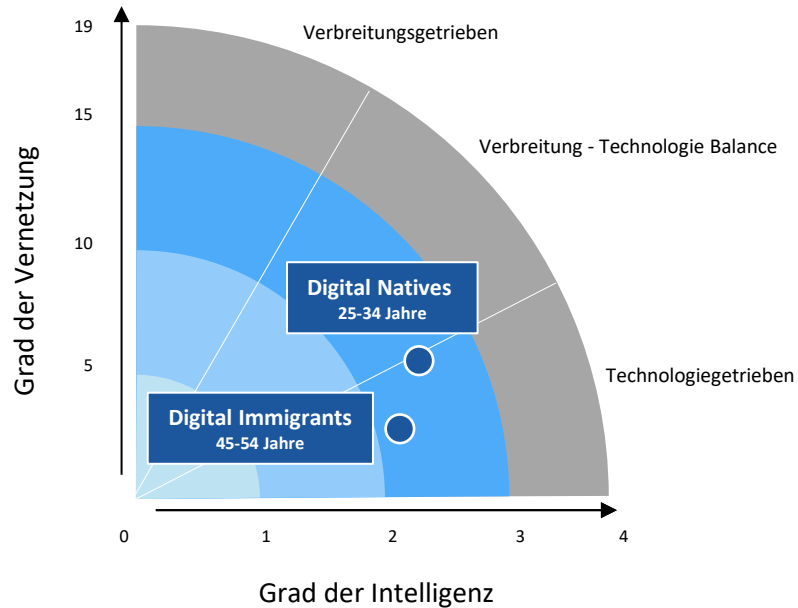 19
Verbreitungsgetrieben
15
Verbreitung - Technologie Balance
Grad der Vernetzung
10
Digital Natives
25-34 Jahre
5
Technologiegetrieben
Digital Immigrants
45-54 Jahre
0
1
2
3
4
Grad der Intelligenz